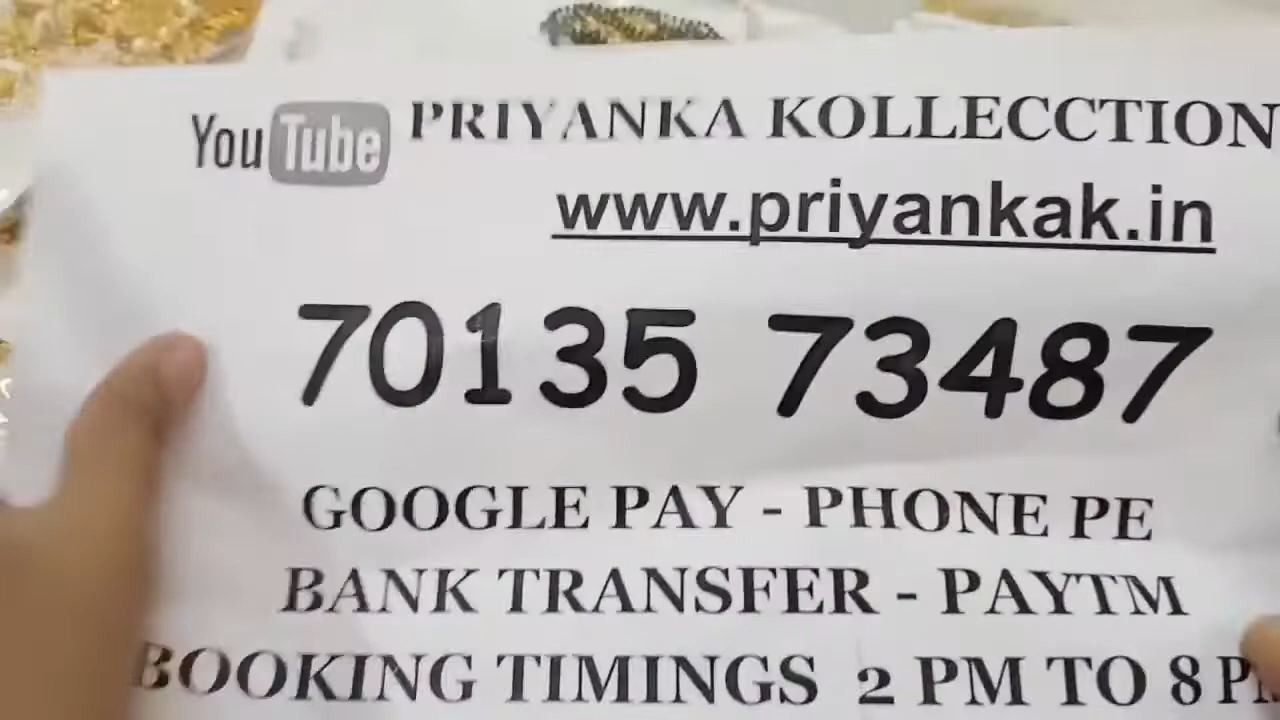 YouTube PRIYANKA KOLLECCTION
www.priyankak.in
70135 73487
GOOGLE PAY - PHONE PE
BANK TRANSFER - PAYTM
BOOKING TIMINGS 2 PM TO 8 PM